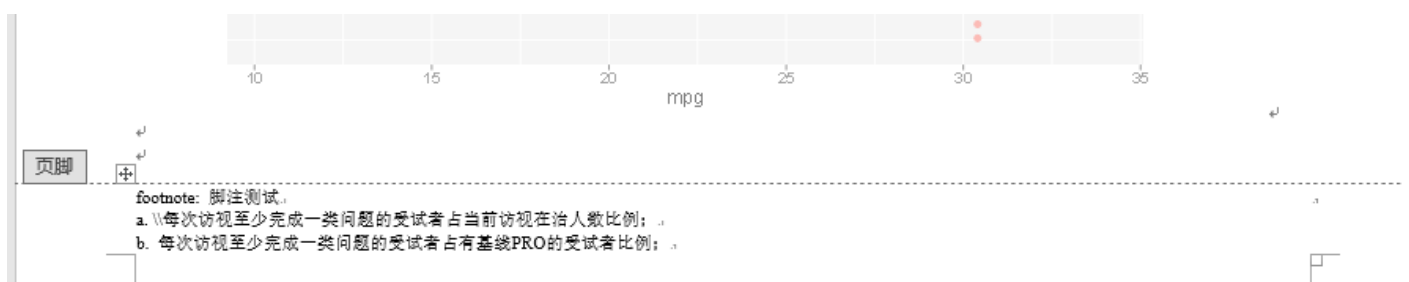 10 15 20 25 30 35
mpg
页脚
footnote: 脚注测试
a. \\每次访视至少完成一类问题的受试者占当前访视在治人数比例；
b. 每次访视至少完成一类问题的受试者占有基线PRO的受试者比例；